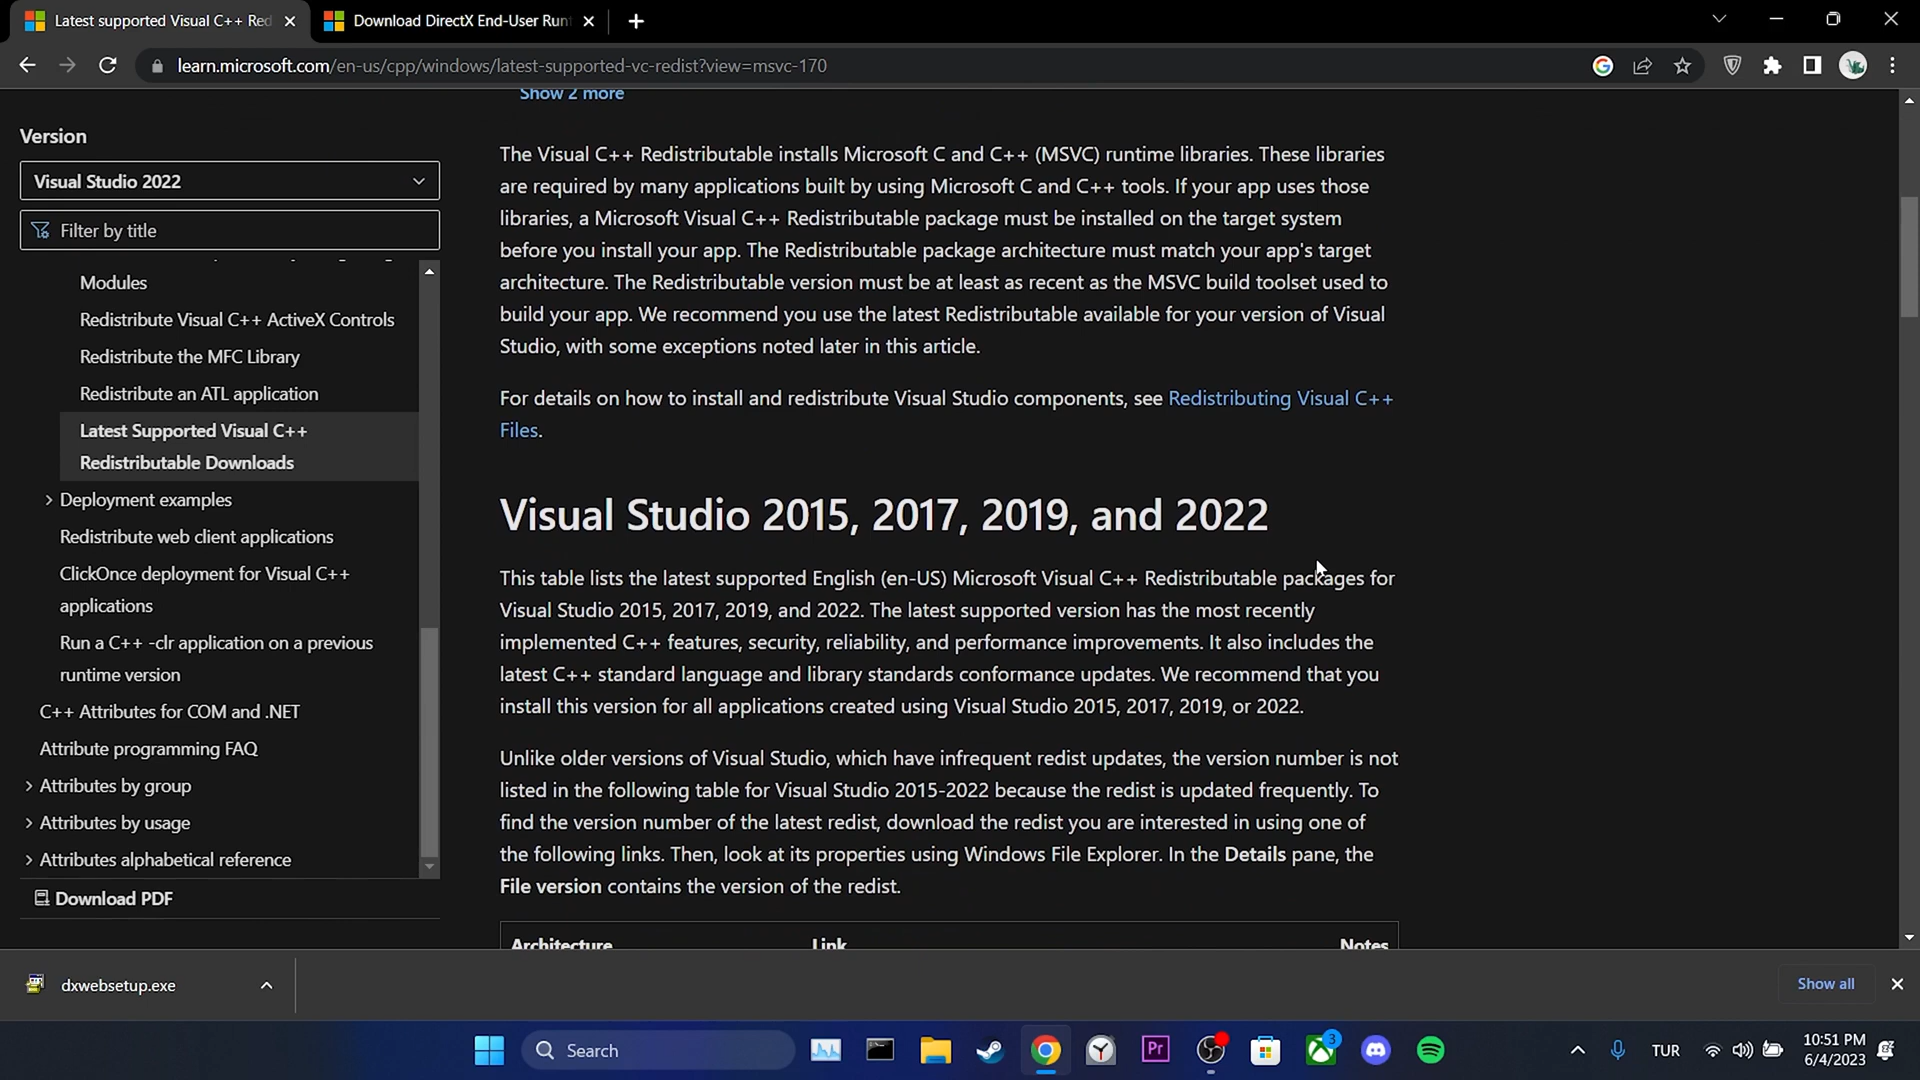 Latest supported Visual C++ Red
Download DirectX End-User Runt
learn.microsoft.com/en-us/cpp/windows/latest-supported-vc-redist?view=msvc-170
Show 2 more
Version
Visual Studio 2022
Filter by title
Modules
Redistribute Visual C++ ActiveX Controls
Redistribute the MFC Library
Redistribute an ATL application
Latest Supported Visual C++
Redistributable Downloads
Deployment examples
Redistribute web client applications
ClickOnce deployment for Visual C++
applications
Run a C++ -clr application on a previous
runtime version
C++ Attributes for COM and .NET
Attribute programming FAQ
Attributes by group
Attributes by usage
Attributes alphabetical reference
Download PDF
The Visual C++ Redistributable installs Microsoft C and C++ (MSVC) runtime libraries. These libraries
are required by many applications built by using Microsoft C and C++ tools. If your app uses those
libraries, a Microsoft Visual C++ Redistributable package must be installed on the target system
before you install your app. The Redistributable package architecture must match your app's target
architecture. The Redistributable version must be at least as recent as the MSVC build toolset used to
build your app. We recommend you use the latest Redistributable available for your version of Visual
Studio, with some exceptions noted later in this article.
For details on how to install and redistribute Visual Studio components, see Redistributing Visual C++
Files.
Visual Studio 2015, 2017, 2019, and 2022
This table lists the latest supported English (en-US) Microsoft Visual C++ Redistributable packages for
Visual Studio 2015, 2017, 2019, and 2022. The latest supported version has the most recently
implemented C++ features, security, reliability, and performance improvements. It also includes the
latest C++ standard language and library standards conformance updates. We recommend that you
install this version for all applications created using Visual Studio 2015, 2017, 2019, or 2022.
Unlike older versions of Visual Studio, which have infrequent redist updates, the version number is not
listed in the following table for Visual Studio 2015-2022 because the redist is updated frequently. To
find the version number of the latest redist, download the redist you are interested in using one of
the following links. Then, look at its properties using Windows File Explorer. In the Details pane, the
File version contains the version of the redist.
Architecture Link Notes
dxwebsetup.exe
Show all
Search
Pr
3
TUR
10:51 PM
6/4/2023